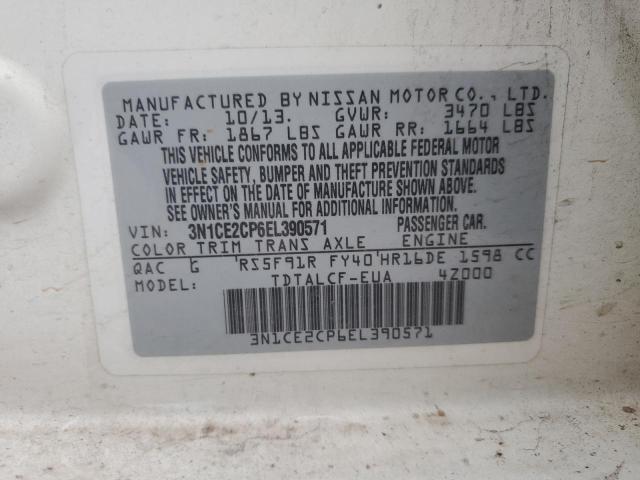 MANUFACTURED BY NISSAN MOTOR CO., LTD.
DATE: 10/13. GVWR: 3470 LBS
GAWR FR: 1867 LBS GAWR RR: 1664 LBS
THIS VEHICLE CONFORMS TO ALL APPLICABLE FEDERAL MOTOR
VEHICLE SAFETY, BUMPER AND THEFT PREVENTION STANDARDS
IN EFFECT ON THE DATE OF MANUFACTURE SHOWN ABOVE.
SEE OWNER'S MANUAL FOR ADDITIONAL INFORMATION.
VIN: 3N1CE2CP6EL390571 PASSENGER CAR.
COLOR TRIM TRANS AXLE ENGINE
QAC G RS5F91R FY40 HR16DE 1598 CC
MODEL: TDTALCF-EUA 4Z000
3N1CE2CP6EL390571